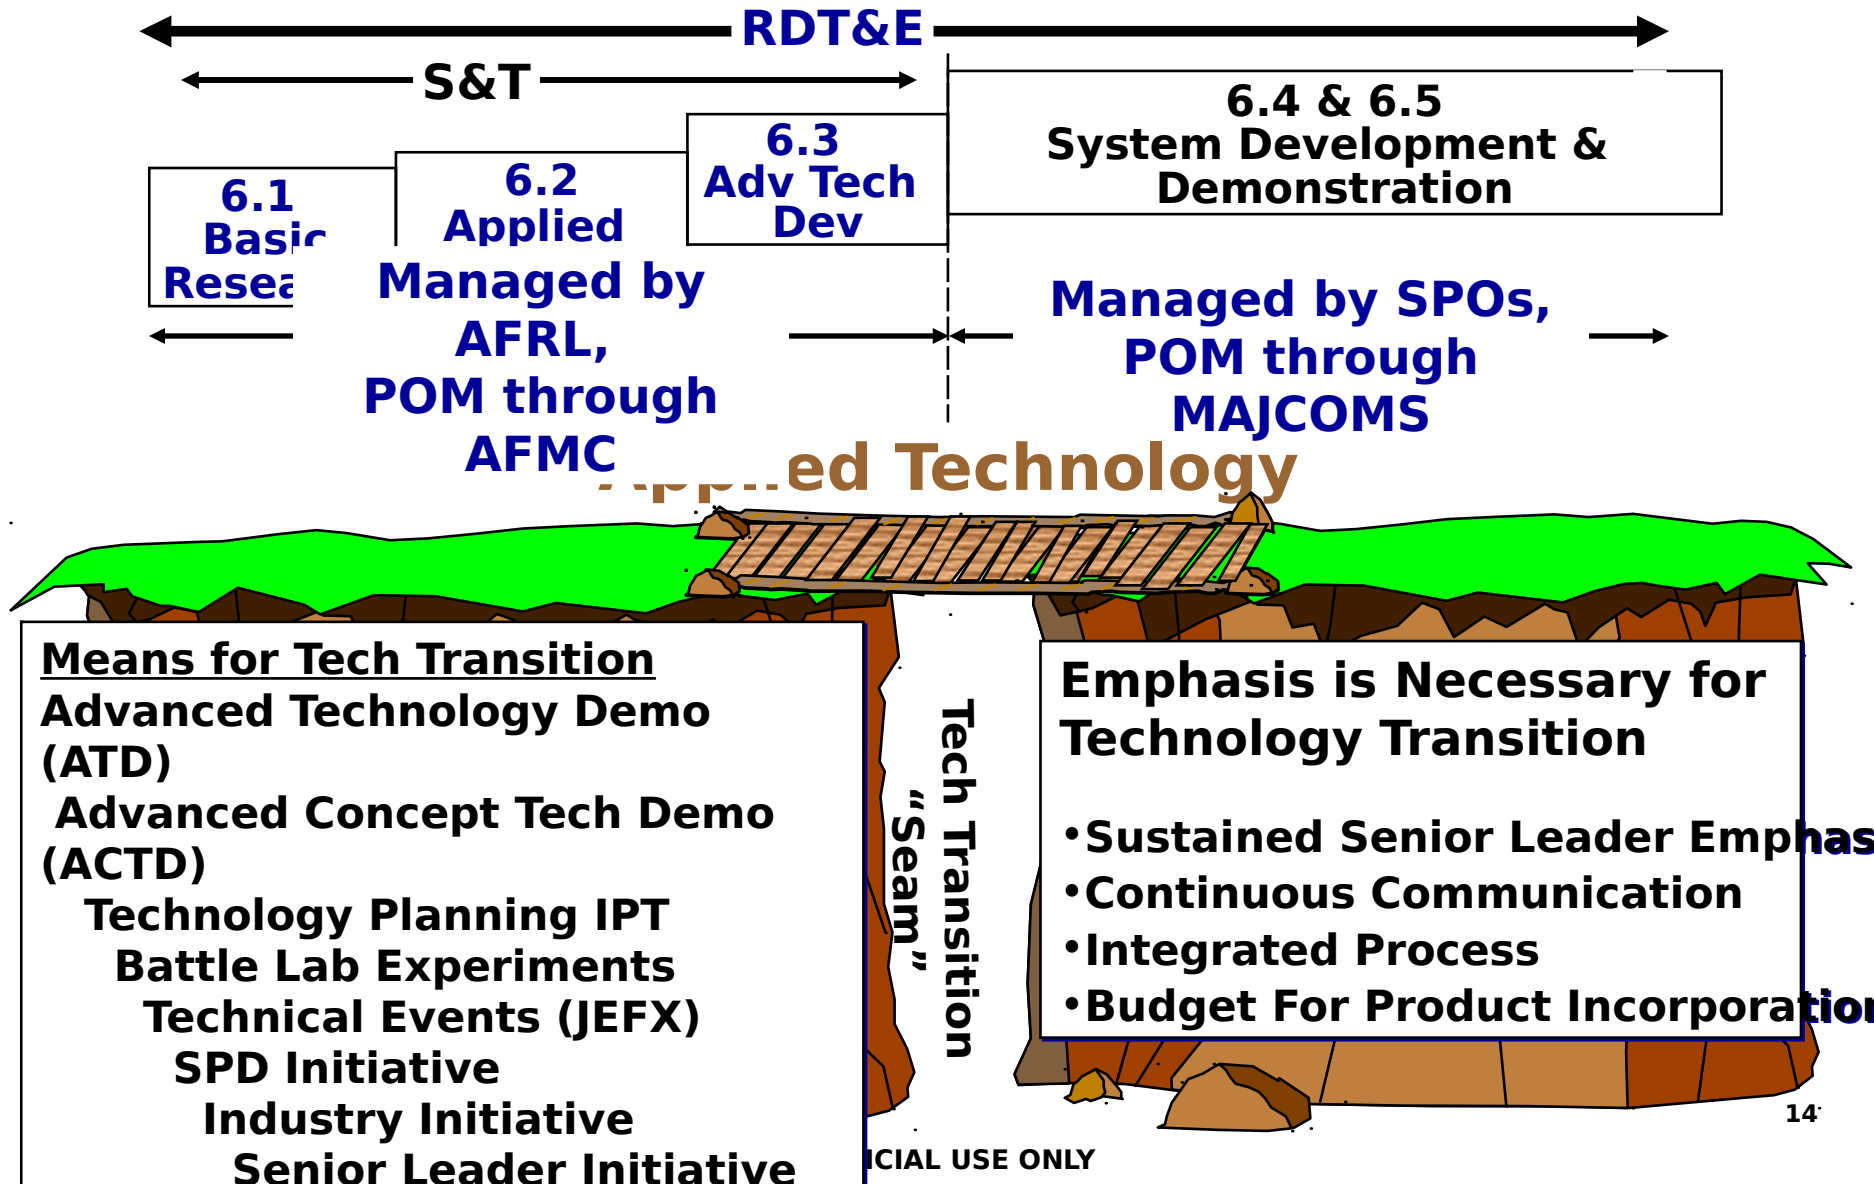 RDT&E
S&T
6.4 & 6.5
System Development &
Demonstration
6.3
Adv Tech
Dev
6.2
Applied
6.1
Basic
Managed by
AFRL,
POM through
AFMC
Managed by SPOs,
POM through
MAJCOMS
Technology
Means for Tech Transition
Advanced Technology Demo
(ATD)
Advanced Concept Tech Demo
(ACTD)
Technology Planning IPT
Battle Lab Experiments
Technical Events (JEFX)
SPD Initiative
Industry Initiative
Senior Leader Initiative
Tech Transition
“Seam”
Emphasis is Necessary for
Technology Transition
•Sustained Senior Leader
•Continuous Communication
•Integrated Process
•Budget For Product Incorporation
14
USE ONLY